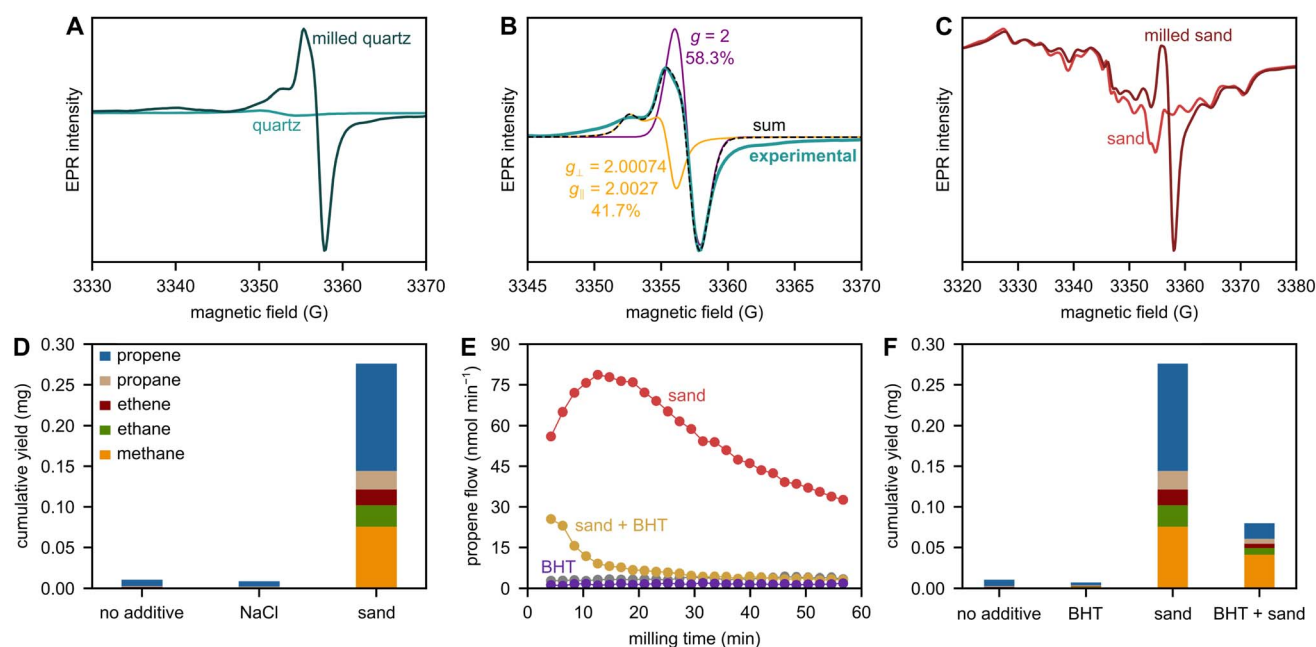 A
milled quartz
quartz
EPR intensity
3330 3340 3350 3360 3370
magnetic field (G)
B
g = 2
58.3%
sum
experimental
g⊥ = 2.00074
g∥ = 2.0027
41.7%
EPR intensity
3345 3350 3355 3360 3365 3370
magnetic field (G)
C
milled sand
sand
EPR intensity
3320 3330 3340 3350 3360 3370 3380
magnetic field (G)
D
propene
propane
ethene
ethane
methane
cumulative yield (mg)
0.30
0.25
0.20
0.15
0.10
0.05
0.00
no additive NaCl sand
E
sand
sand + BHT
BHT
propene flow (nmol min⁻¹)
90
75
60
45
30
15
0
0 10 20 30 40 50 60
milling time (min)
F
cumulative yield (mg)
0.30
0.25
0.20
0.15
0.10
0.05
0.00
no additive BHT sand BHT + sand